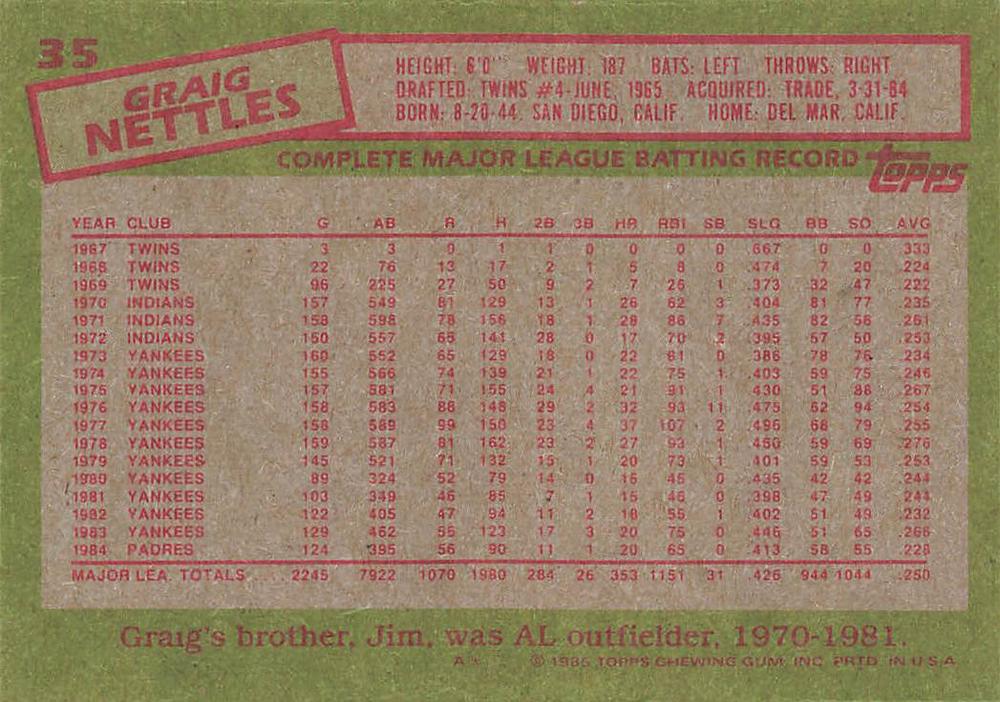 35
GRAIG
NETTLES
HEIGHT: 6'0" WEIGHT: 187 BATS: LEFT THROWS: RIGHT
DRAFTED: TWINS #4-JUNE, 1965 ACQUIRED: TRADE, 3-31-84
BORN: 8-20-44, SAN DIEGO, CALIF. HOME: DEL MAR, CALIF.
COMPLETE MAJOR LEAGUE BATTING RECORD topps
YEAR CLUB G AB R H 2B 3B HR RBI SB SLG BB SO AVG
1967 TWINS 3 3 0 1 1 0 0 0 0 .667 0 0 .333
1968 TWINS 22 76 13 17 2 1 5 8 0 .474 7 20 .224
1969 TWINS 96 225 27 50 9 2 7 26 1 .373 32 47 .222
1970 INDIANS 157 549 81 129 13 1 26 62 3 .404 81 77 .235
1971 INDIANS 158 598 78 156 18 1 28 86 7 .435 82 56 .261
1972 INDIANS 150 557 65 141 28 0 17 70 2 .395 57 50 .253
1973 YANKEES 160 552 65 129 18 0 22 81 0 .386 78 76 .234
1974 YANKEES 155 566 74 139 21 1 22 75 1 .403 59 75 .246
1975 YANKEES 157 581 71 155 24 4 21 91 1 .430 51 88 .267
1976 YANKEES 158 583 88 148 29 2 32 93 11 .475 62 94 .254
1977 YANKEES 158 589 99 150 23 4 37 107 2 .496 68 79 .255
1978 YANKEES 159 587 81 162 23 2 27 93 1 .460 59 69 .276
1979 YANKEES 145 521 71 132 15 1 20 73 1 .401 59 53 .253
1980 YANKEES 89 324 52 79 14 0 16 45 0 .435 42 42 .244
1981 YANKEES 103 349 46 85 7 1 15 46 0 .398 47 49 .244
1982 YANKEES 122 405 47 94 11 2 18 55 1 .402 51 49 .232
1983 YANKEES 129 462 55 123 17 3 20 75 0 .446 51 65 .266
1984 PADRES 124 395 56 90 11 1 20 65 0 .413 58 55 .228
MAJOR LEA. TOTALS 2245 7922 1070 1980 284 26 353 1151 31 .426 944 1044 .250
Graig's brother, Jim, was AL outfielder, 1970-1981.
A* © 1985 TOPPS CHEWING GUM, INC. PRTD. IN U.S.A.